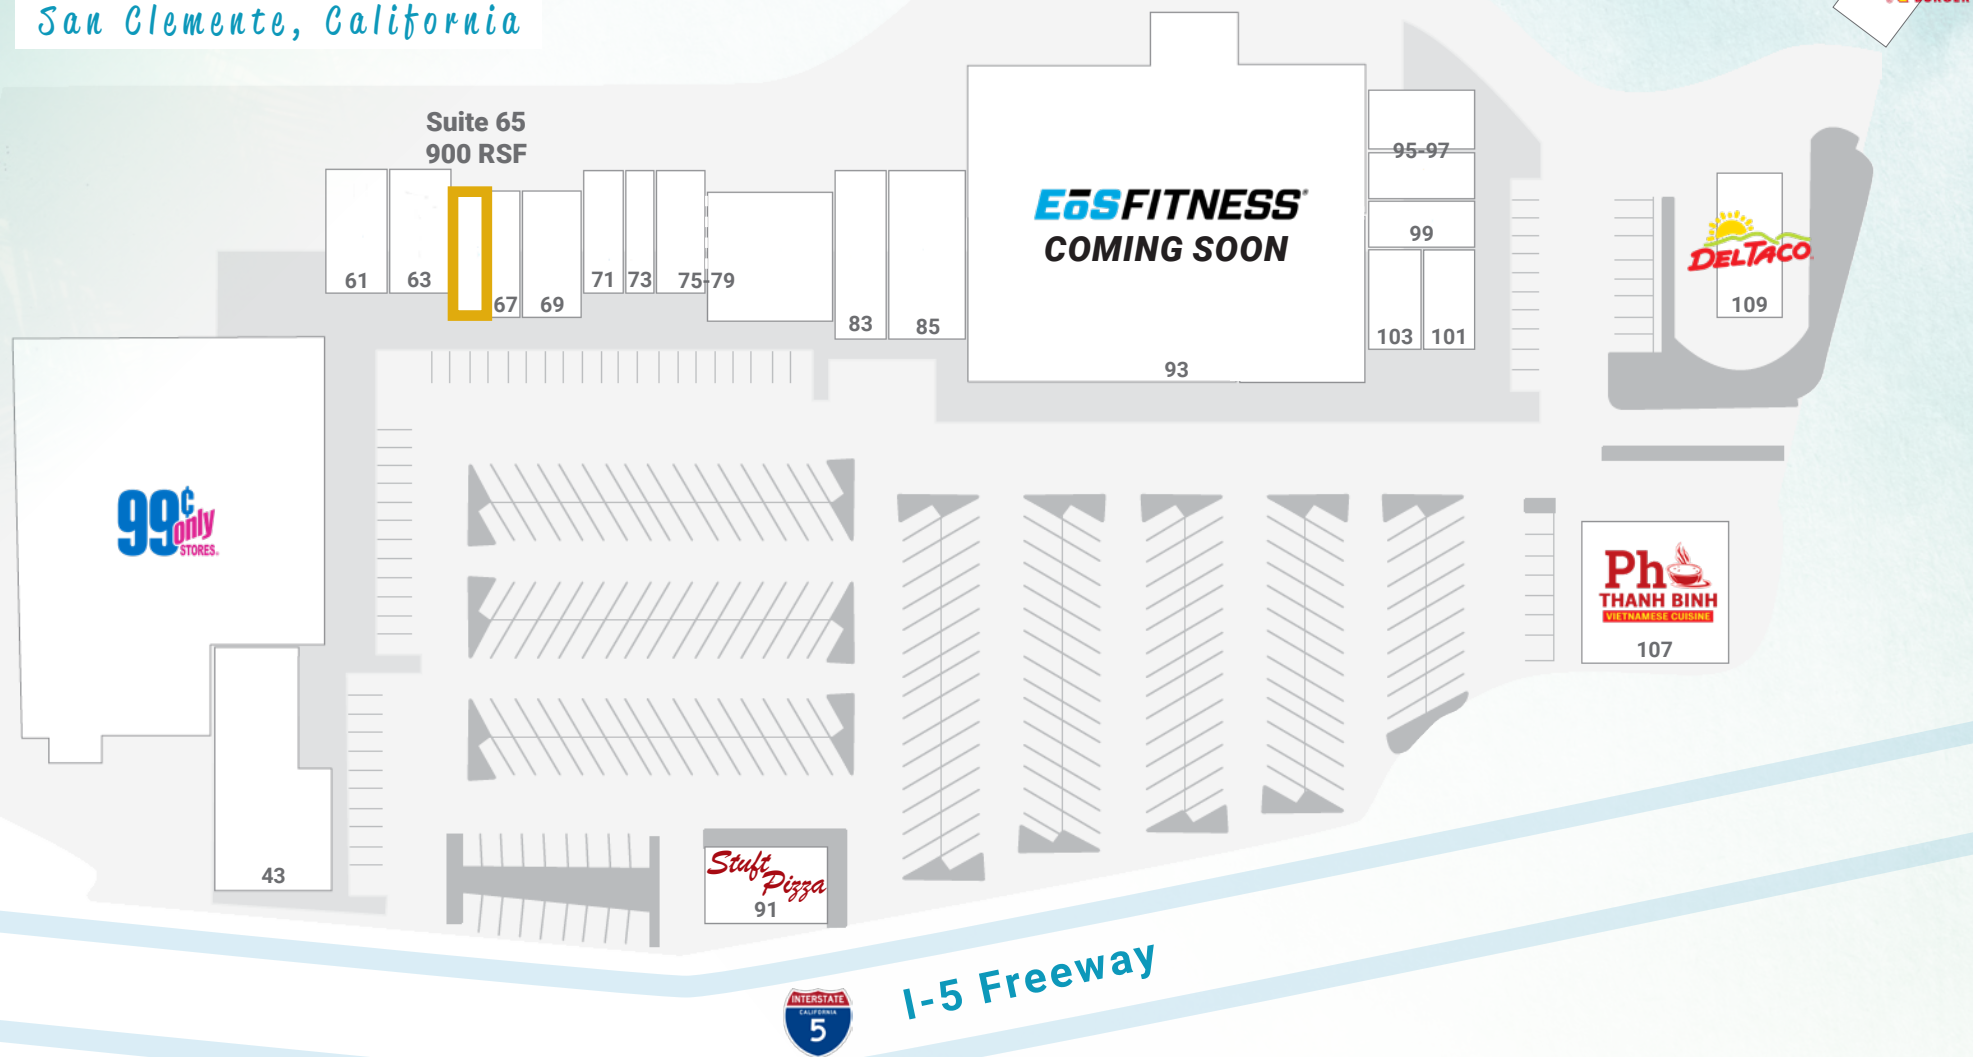 San Clemente, California
BURGER
Suite 65
900 RSF
61
63
67
69
71
73
75-79
83
85
EōSFITNESS®
COMING SOON
93
95-97
99
103
101
DEL TACO
109
99¢
only
STORES®
43
Stuft
Pizza
91
Pho
THANH BINH
VIETNAMESE CUISINE
107
I-5 Freeway
INTERSTATE
CALIFORNIA
5